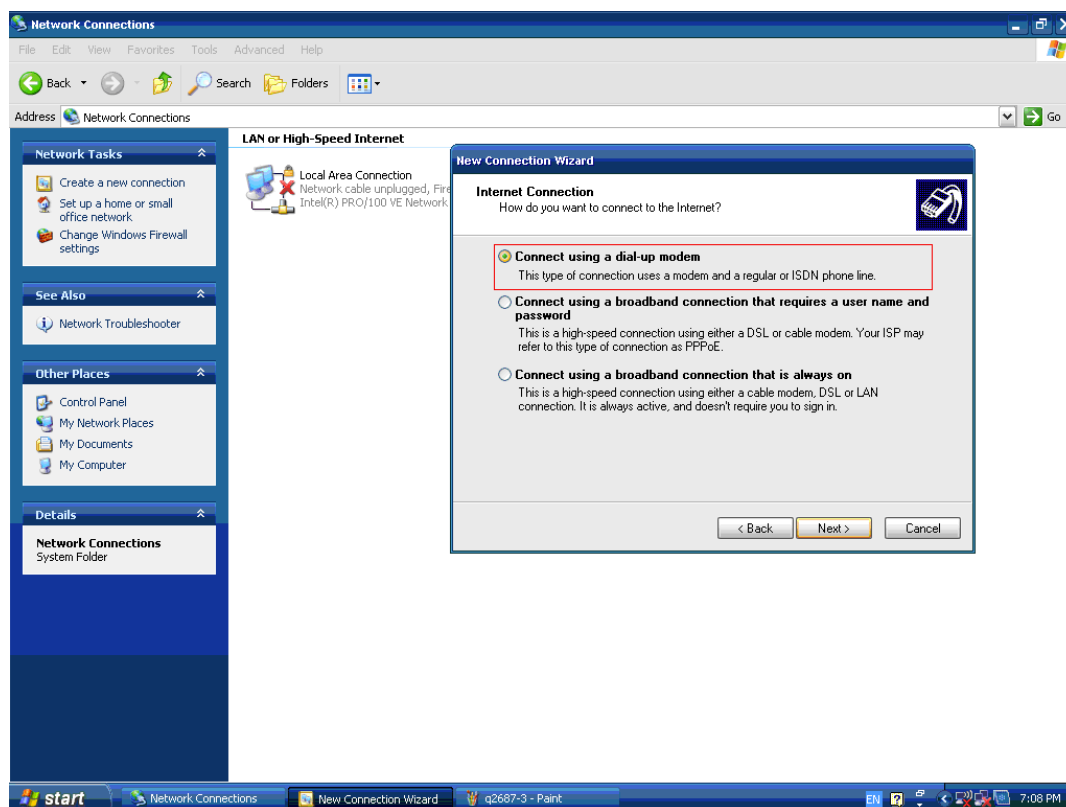 Network Connections
File Edit View Favorites Tools Advanced Help
Back Search Folders
Address Network Connections Go
Network Tasks
Create a new connection
Set up a home or small
office network
Change Windows Firewall
settings
See Also
Network Troubleshooter
Other Places
Control Panel
My Network Places
My Documents
My Computer
Details
Network Connections
System Folder
LAN or High-Speed Internet
Local Area Connection
Network cable unplugged, Fire
Intel(R) PRO/100 VE Network
New Connection Wizard
Internet Connection
How do you want to connect to the Internet?
Connect using a dial-up modem
This type of connection uses a modem and a regular or ISDN phone line.
Connect using a broadband connection that requires a user name and
password
This is a high-speed connection using either a DSL or cable modem. Your ISP may
refer to this type of connection as PPPoE.
Connect using a broadband connection that is always on
This is a high-speed connection using either a cable modem, DSL or LAN
connection. It is always active, and doesn't require you to sign in.
< Back Next > Cancel
start Network Connections New Connection Wizard q2687-3 - Paint EN 7:08 PM